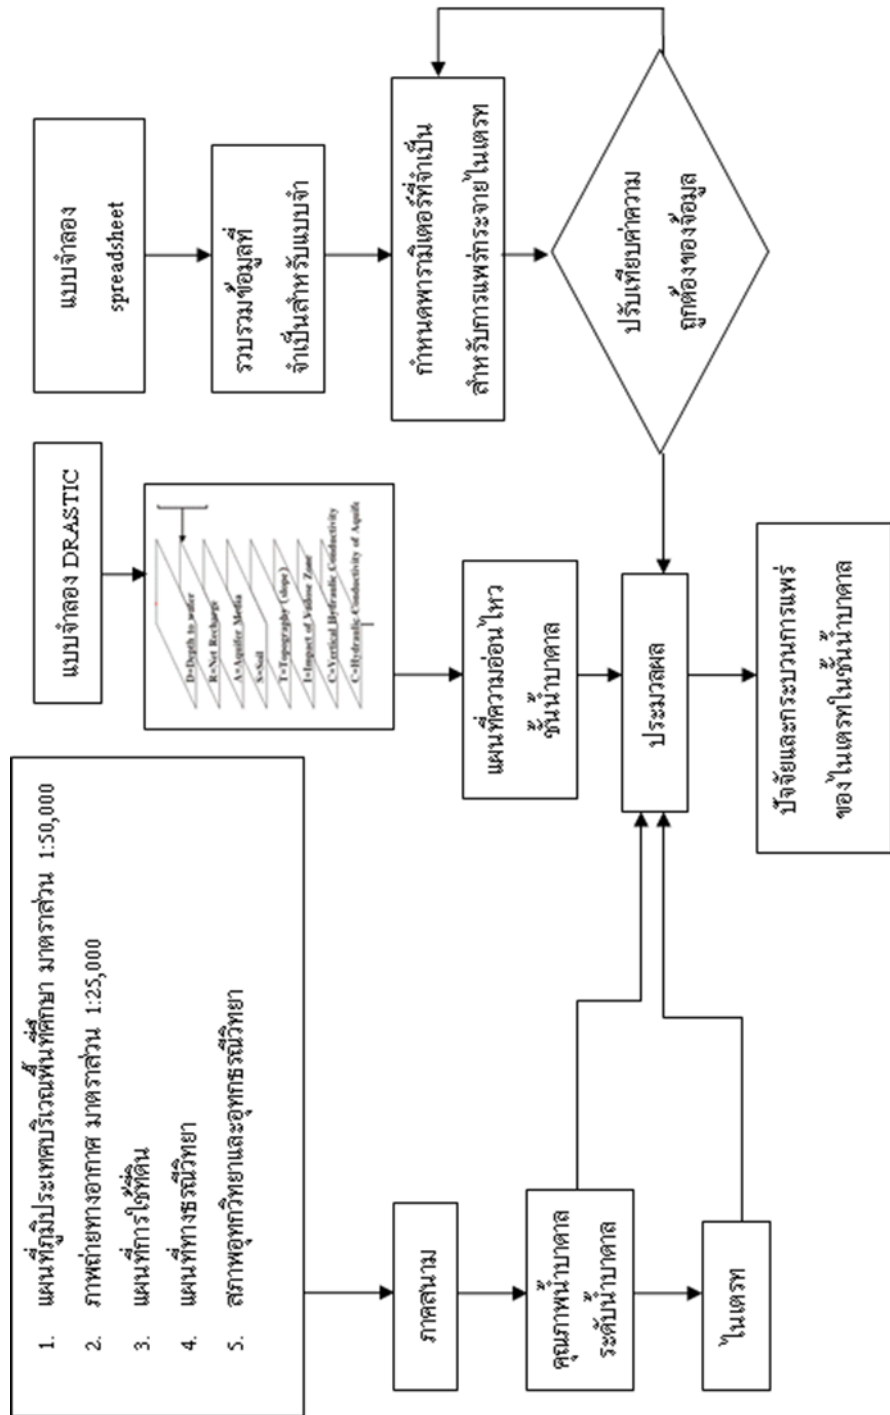 1. แผนที่ภูมิประเทศบริเวณพื้นที่ศึกษา มาตราส่วน 1:50,000
2. ภาพถ่ายทางอากาศ มาตราส่วน 1:25,000
3. แผนที่การใช้ที่ดิน
4. แผนที่ทางธรณีวิทยา
5. สภาพอุทกวิทยาและอุทกธรณีวิทยา
ภาคสนาม
คุณภาพน้ำบาดาล
ระดับน้ำบาดาล
ไนเตรท
แบบจำลอง DRASTIC
D=Depth to water
R=Net Recharge
A=Aquifer Media
S=Soil
T=Topography (slope)
I=Impact of Vadose Zone
C=Vertical Hydraulic Conductivity
C=Hydraulic Conductivity of Aquife
แผนที่ความอ่อนไหว
ชั้นน้ำบาดาล
ประมวลผล
ปัจจัยและกระบวนการแพร่
ของไนเตรทในชั้นน้ำบาดาล
แบบจำลอง
spreadsheet
รวบรวมข้อมูลที่
จำเป็นสำหรับแบบจำ
กำหนดพารามิเตอร์ที่จำเป็น
สำหรับการแพร่กระจายไนเตรท
ปรับเทียบค่าความ
ถูกต้องของข้อมูล